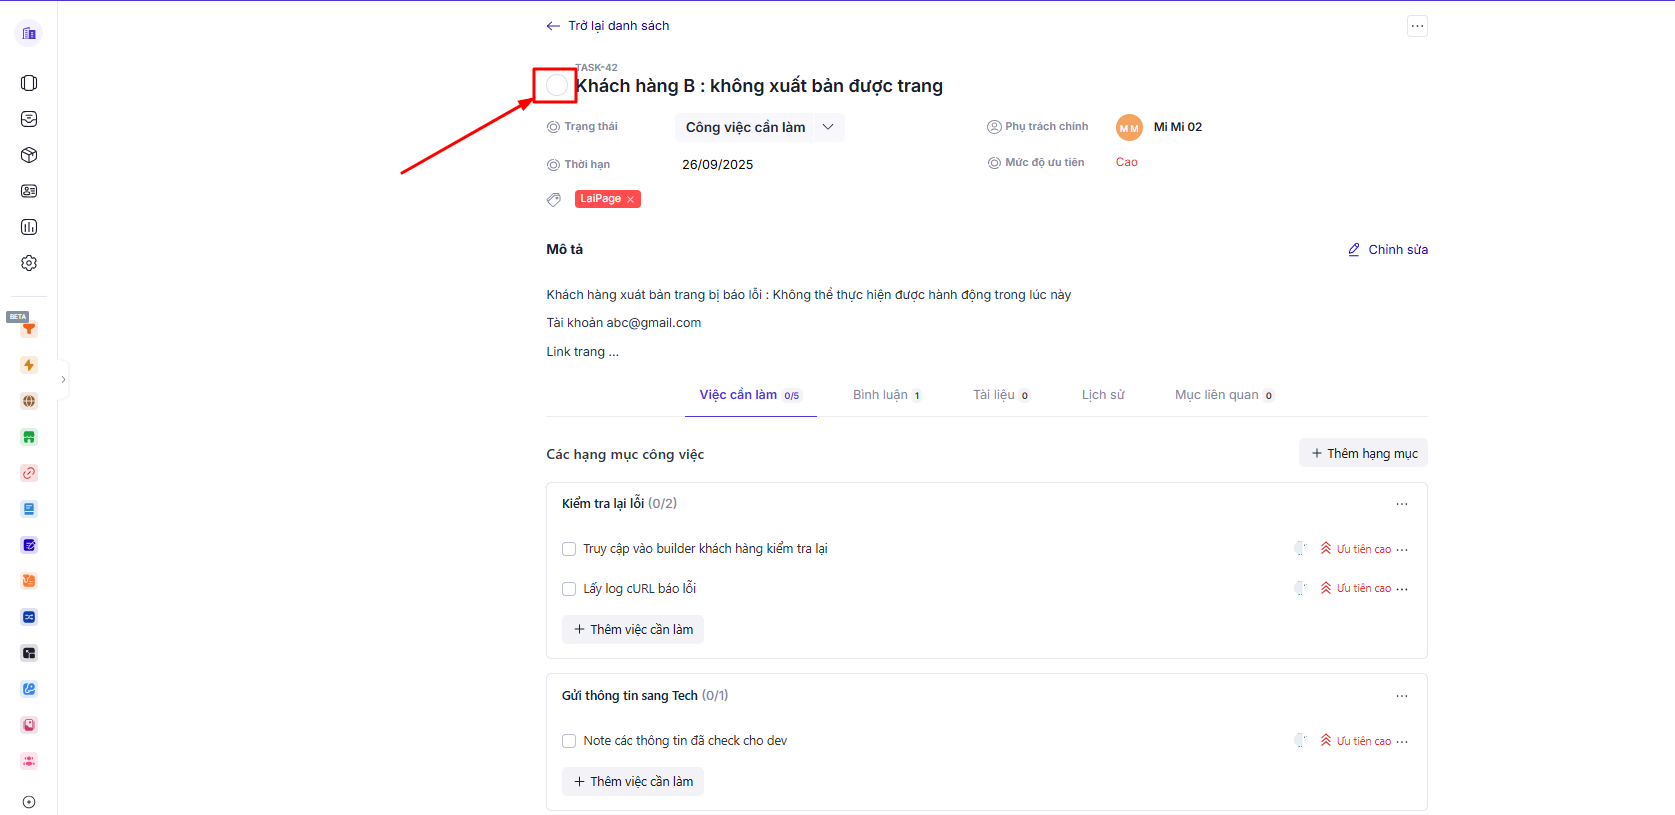 Trở lại danh sách
TASK-42
Khách hàng B : không xuất bản được trang
Trạng thái
Công việc cần làm
Phụ trách chính
MM
Mi Mi 02
Thời hạn
26/09/2025
Mức độ ưu tiên
Cao
LaiPage
Mô tả
Chỉnh sửa
Khách hàng xuát bản trang bị báo lỗi : Không thể thực hiện được hành động trong lúc này
BETA
Tài khoản abc@gmail.com
Link trang ...
Việc cần làm 0/5
Bình luận 1
Tài liệu 0
Lịch sử
Mục liên quan 0
Các hạng mục công việc
+ Thêm hạng mục
Kiểm tra lại lỗi (0/2)
Truy cập vào builder khách hàng kiểm tra lại
Ưu tiên cao
Lấy log cURL báo lỗi
Ưu tiên cao
+ Thêm việc cần làm
Gửi thông tin sang Tech (0/1)
Note các thông tin đã check cho dev
Ưu tiên cao
+ Thêm việc cần làm